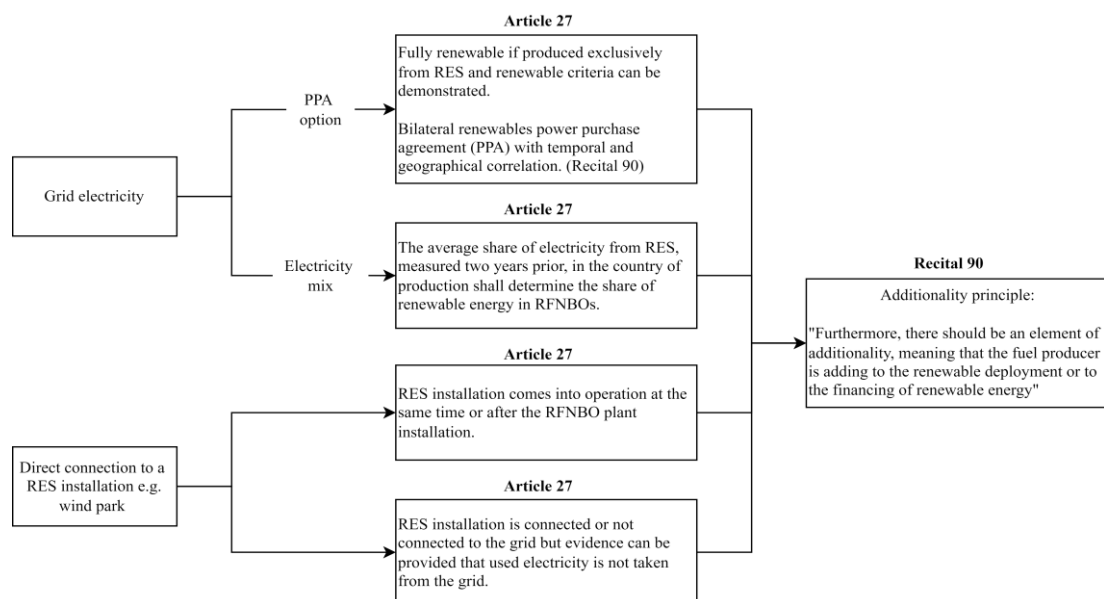 Article 27
Fully renewable if produced exclusively
from RES and renewable criteria can be
demonstrated.
Bilateral renewables power purchase
agreement (PPA) with temporal and
geographical correlation. (Recital 90)
PPA
option
Grid electricity
Article 27
The average share of electricity from RES,
measured two years prior, in the country of
production shall determine the share of
renewable energy in RFNBOs.
Electricity
mix
Recital 90
Additionality principle:
"Furthermore, there should be an element of
additionality, meaning that the fuel producer
is adding to the renewable deployment or to
the financing of renewable energy"
Article 27
RES installation comes into operation at the
same time or after the RFNBO plant
installation.
Direct connection to a
RES installation e.g.
wind park
Article 27
RES installation is connected or not
connected to the grid but evidence can be
provided that used electricity is not taken
from the grid.